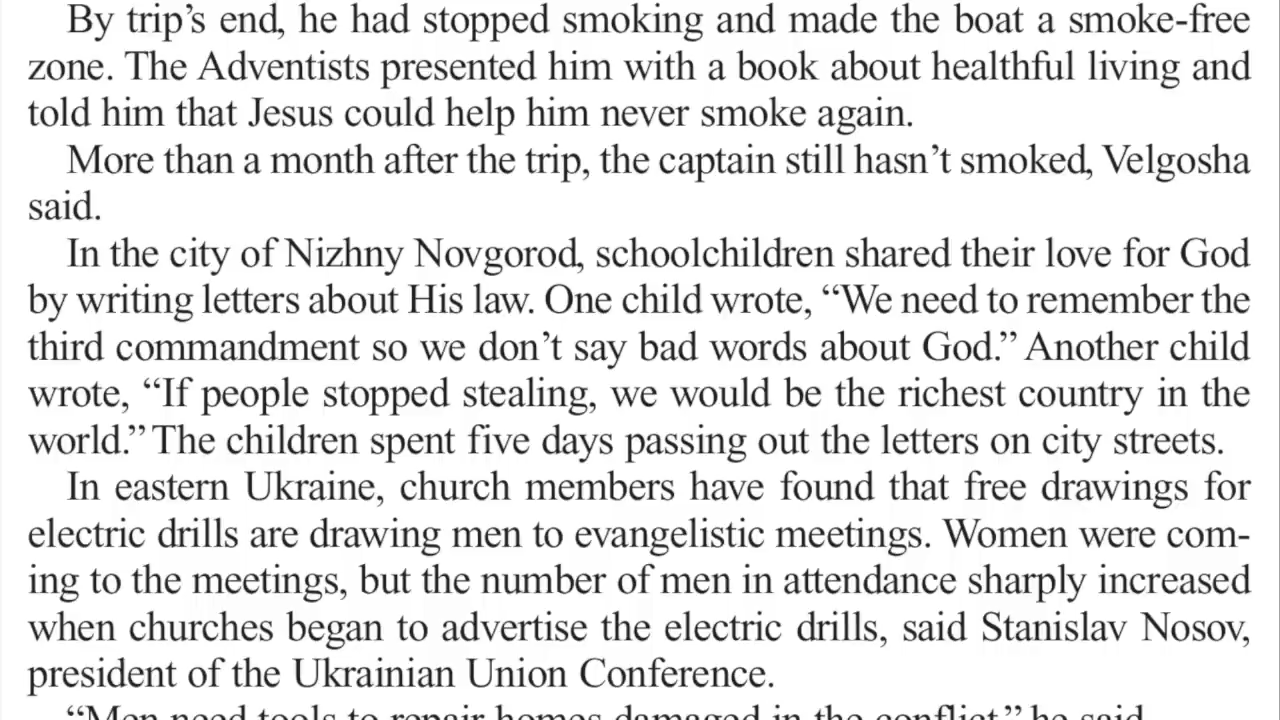 By trip’s end, he had stopped smoking and made the boat a smoke-free
zone. The Adventists presented him with a book about healthful living and
told him that Jesus could help him never smoke again.
More than a month after the trip, the captain still hasn’t smoked, Velgosha
said.
In the city of Nizhny Novgorod, schoolchildren shared their love for God
by writing letters about His law. One child wrote, “We need to remember the
third commandment so we don’t say bad words about God.” Another child
wrote, “If people stopped stealing, we would be the richest country in the
world.” The children spent five days passing out the letters on city streets.
In eastern Ukraine, church members have found that free drawings for
electric drills are drawing men to evangelistic meetings. Women were com-
ing to the meetings, but the number of men in attendance sharply increased
when churches began to advertise the electric drills, said Stanislav Nosov,
president of the Ukrainian Union Conference.
“Men need tools to repair homes damaged in the conflict,” he said.